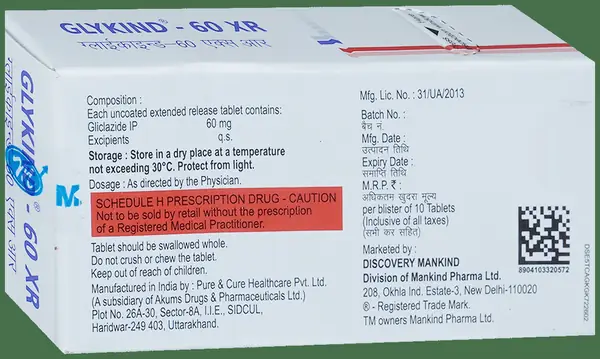 GLYKIND® - 60 XR
ग्लाईकाइन्ड-60 एक्स आर
GLYKIND® - 60 XR
Composition :
Each uncoated extended release tablet contains:
Gliclazide IP 60 mg
Excipients q.s.
Storage : Store in a dry place at a temperature
not exceeding 30°C. Protect from light.
Dosage : As directed by the Physician.
SCHEDULE H PRESCRIPTION DRUG - CAUTION
Not to be sold by retail without the prescription
of a Registered Medical Practitioner.
Tablet should be swallowed whole.
Do not crush or chew the tablet.
Keep out of reach of children.
Manufactured in India by : Pure & Cure Healthcare Pvt. Ltd.
(A subsidiary of Akums Drugs & Pharmaceuticals Ltd.)
Plot No. 26A-30, Sector-8A, I.I.E., SIDCUL,
Haridwar-249 403, Uttarakhand.
Mfg. Lic. No. : 31/UA/2013
Batch No. :
बैच न.
Mfg. Date :
उत्पादन तिथि
Expiry Date :
समाप्ति तिथि
M.R.P. ₹ :
अधिकतम खुदरा मूल्य
per blister of 10 Tablets
(Inclusive of all taxes)
(सभी कर सहित)
Marketed by :
DISCOVERY MANKIND
Division of Mankind Pharma Ltd.
208, Okhla Ind. Estate-3, New Delhi-110020
® - Registered Trade Mark.
TM owners Mankind Pharma Ltd.
8904103320572